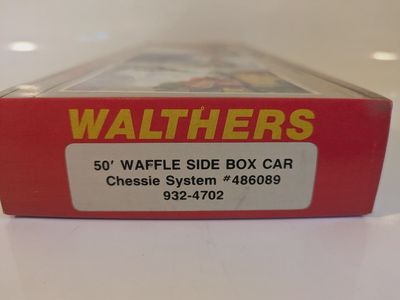 WALTHERS
50' WAFFLE SIDE BOX CAR
Chessie System #486089
932-4702